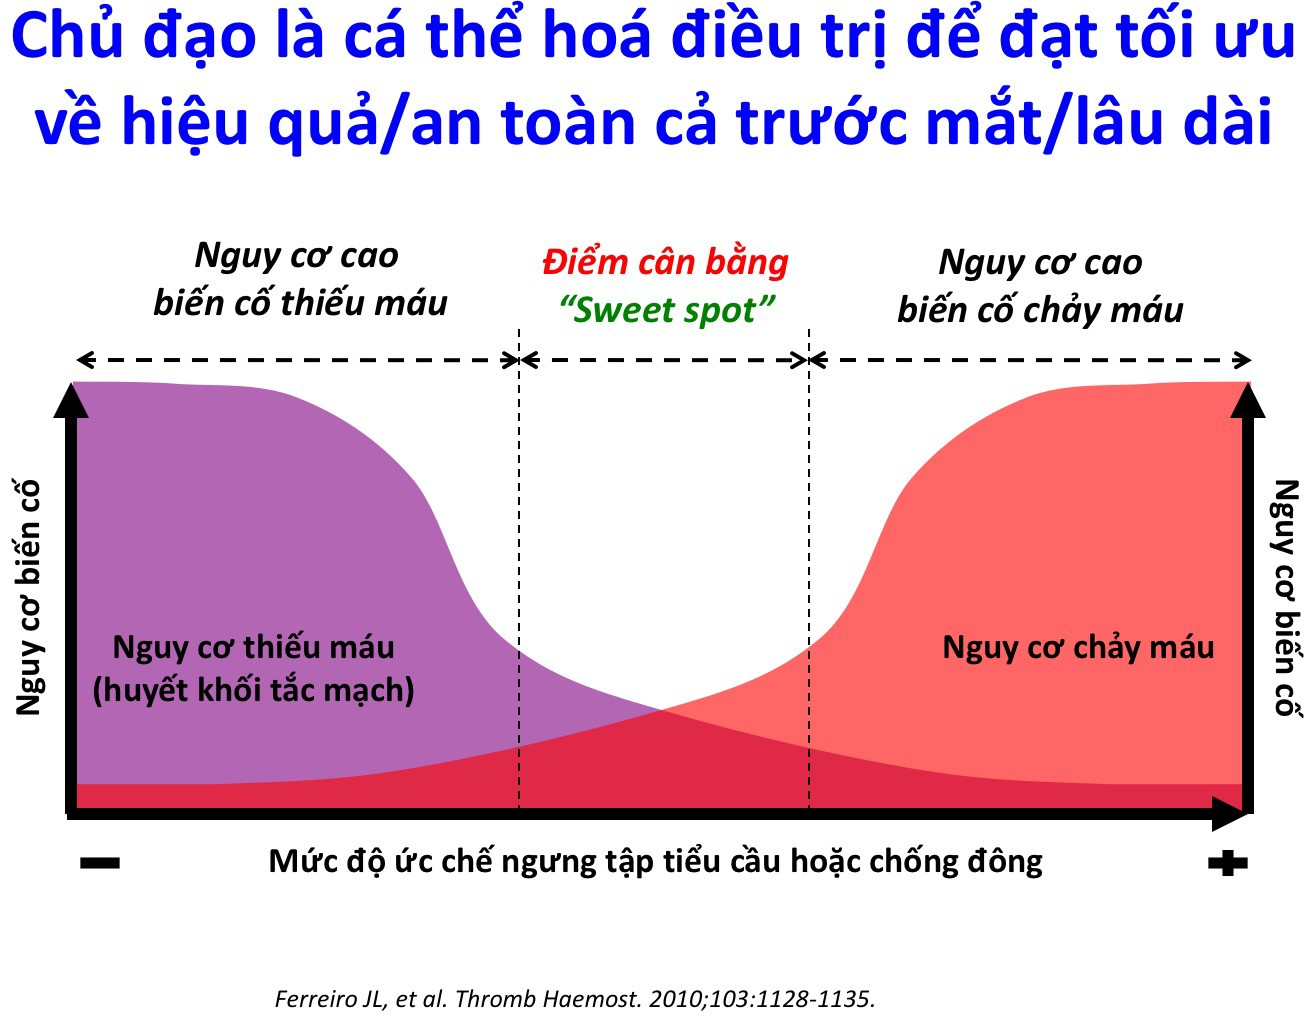 Chủ đạo là cá thể hoá điều trị để đạt tối ưu
về hiệu quả/an toàn cả trước mắt/lâu dài
Nguy cơ cao
biến cố thiếu máu
Điểm cân bằng
“Sweet spot”
Nguy cơ cao
biến cố chảy máu
Nguy cơ biến cố
Nguy cơ thiếu máu
(huyết khối tắc mạch)
Nguy cơ chảy máu
Nguy cơ biến cố
Mức độ ức chế ngưng tập tiểu cầu hoặc chống đông
Ferreiro JL, et al. Thromb Haemost. 2010;103:1128-1135.